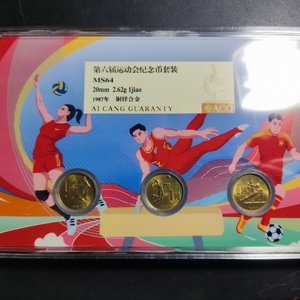 第六届运动会纪念币套装
MS64
20mm 2.62g 1jiao
1987年 铜锌合金
AI CANG GUARANTY
ACG